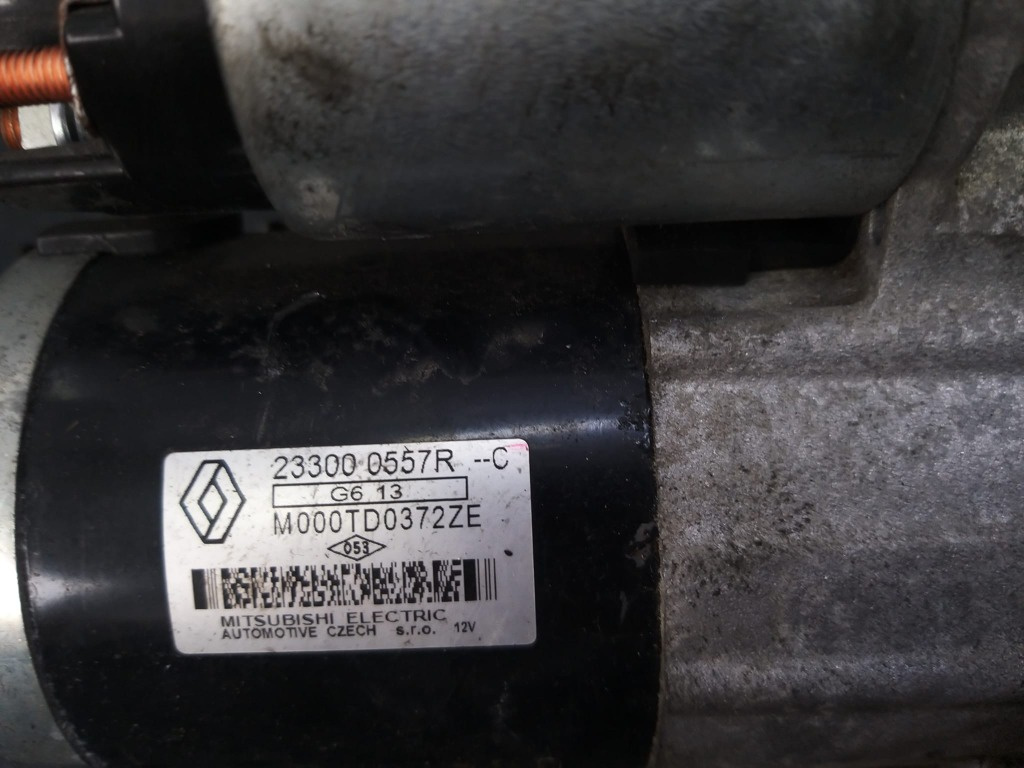 23300 0557R --C
G6 13
M000TD0372ZE
053
MITSUBISHI ELECTRIC
AUTOMOTIVE CZECH s.r.o. 12V